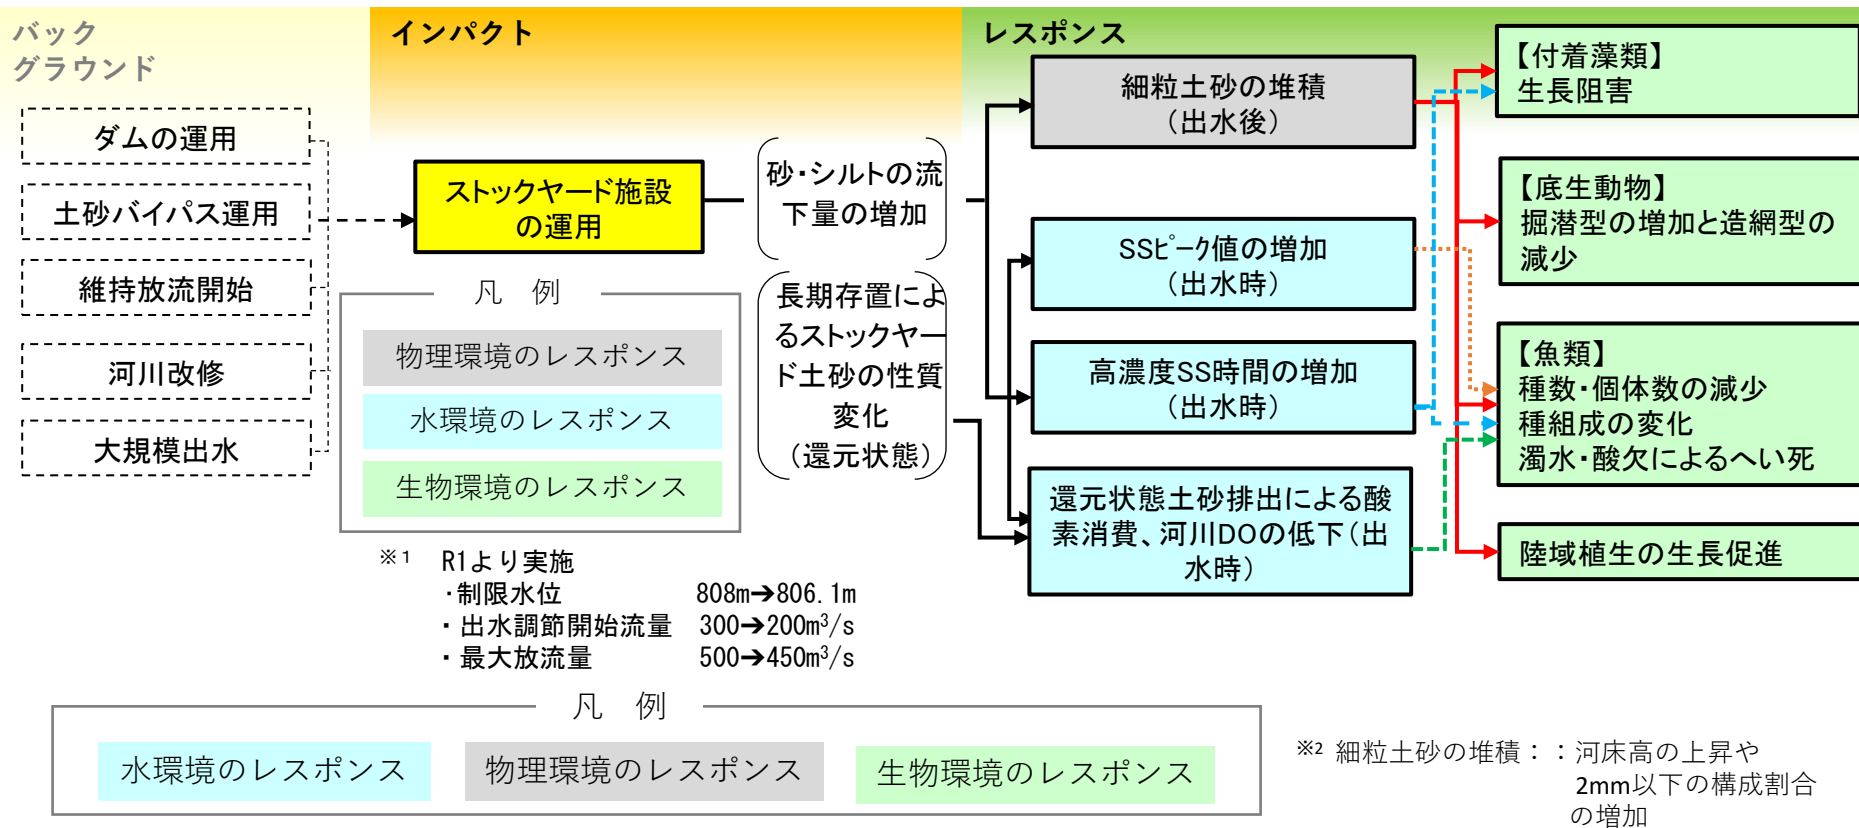 バック
グラウンド
インパクト
レスポンス
ダムの運用
土砂バイパス運用
維持放流開始
河川改修
大規模出水
ストックヤード施設
の運用
砂・シルトの流
下量の増加
長期存置によ
るストックヤー
ド土砂の性質
変化
（還元状態）
凡 例
物理環境のレスポンス
水環境のレスポンス
生物環境のレスポンス
細粒土砂の堆積
（出水後）
SSﾋﾟｰｸ値の増加
（出水時）
高濃度SS時間の増加
（出水時）
還元状態土砂排出による酸
素消費、河川DOの低下（出
水時）
【付着藻類】
生長阻害
【底生動物】
掘潜型の増加と造網型の
減少
【魚類】
種数・個体数の減少
種組成の変化
濁水・酸欠によるへい死
陸域植生の生長促進
※1 R1より実施
・制限水位 808m➔806.1m
・出水調節開始流量 300➔200m³/s
・最大放流量 500➔450m³/s
凡 例
水環境のレスポンス
物理環境のレスポンス
生物環境のレスポンス
※2 細粒土砂の堆積：：河床高の上昇や
2mm以下の構成割合
の増加